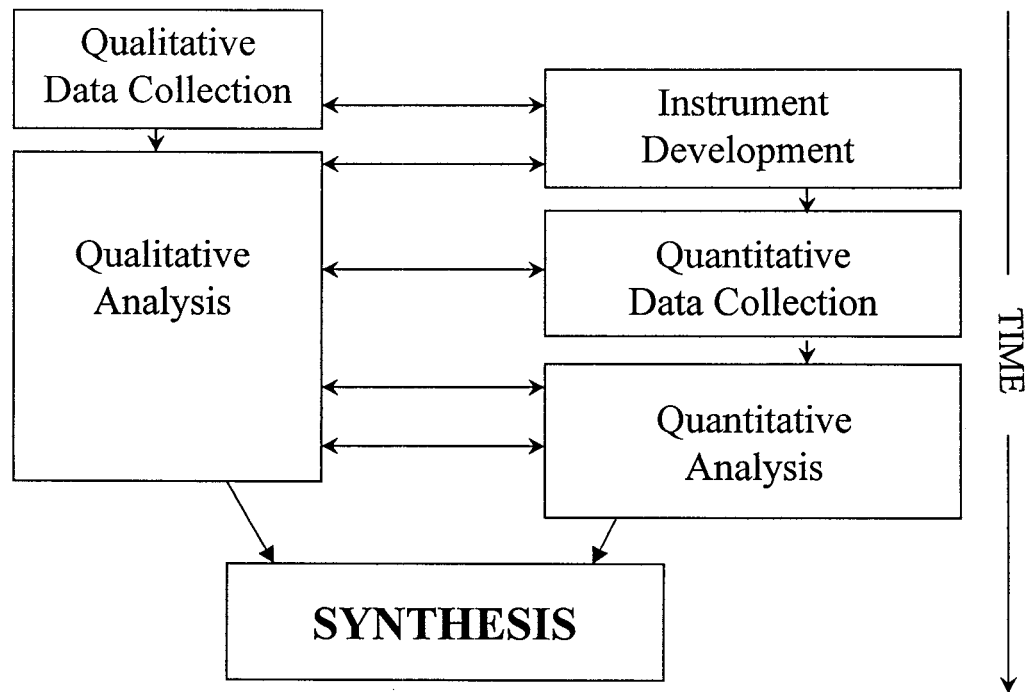 Qualitative
Data Collection
Instrument
Development
Qualitative
Analysis
Quantitative
Data Collection
TIME
Quantitative
Analysis
SYNTHESIS